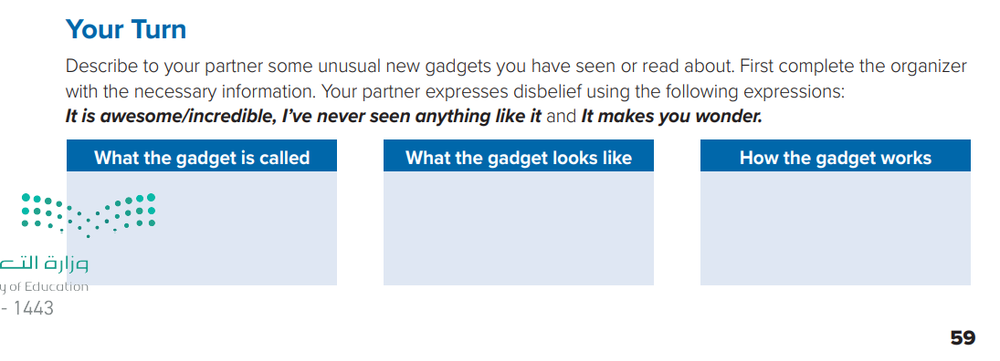 Your Turn
Describe to your partner some unusual new gadgets you have seen or read about. First complete the organizer
with the necessary information. Your partner expresses disbelief using the following expressions:
It is awesome/incredible, I've never seen anything like it and It makes you wonder.
What the gadget is called
What the gadget looks like
How the gadget works
وزارة التع
y of Education
- 1443
59